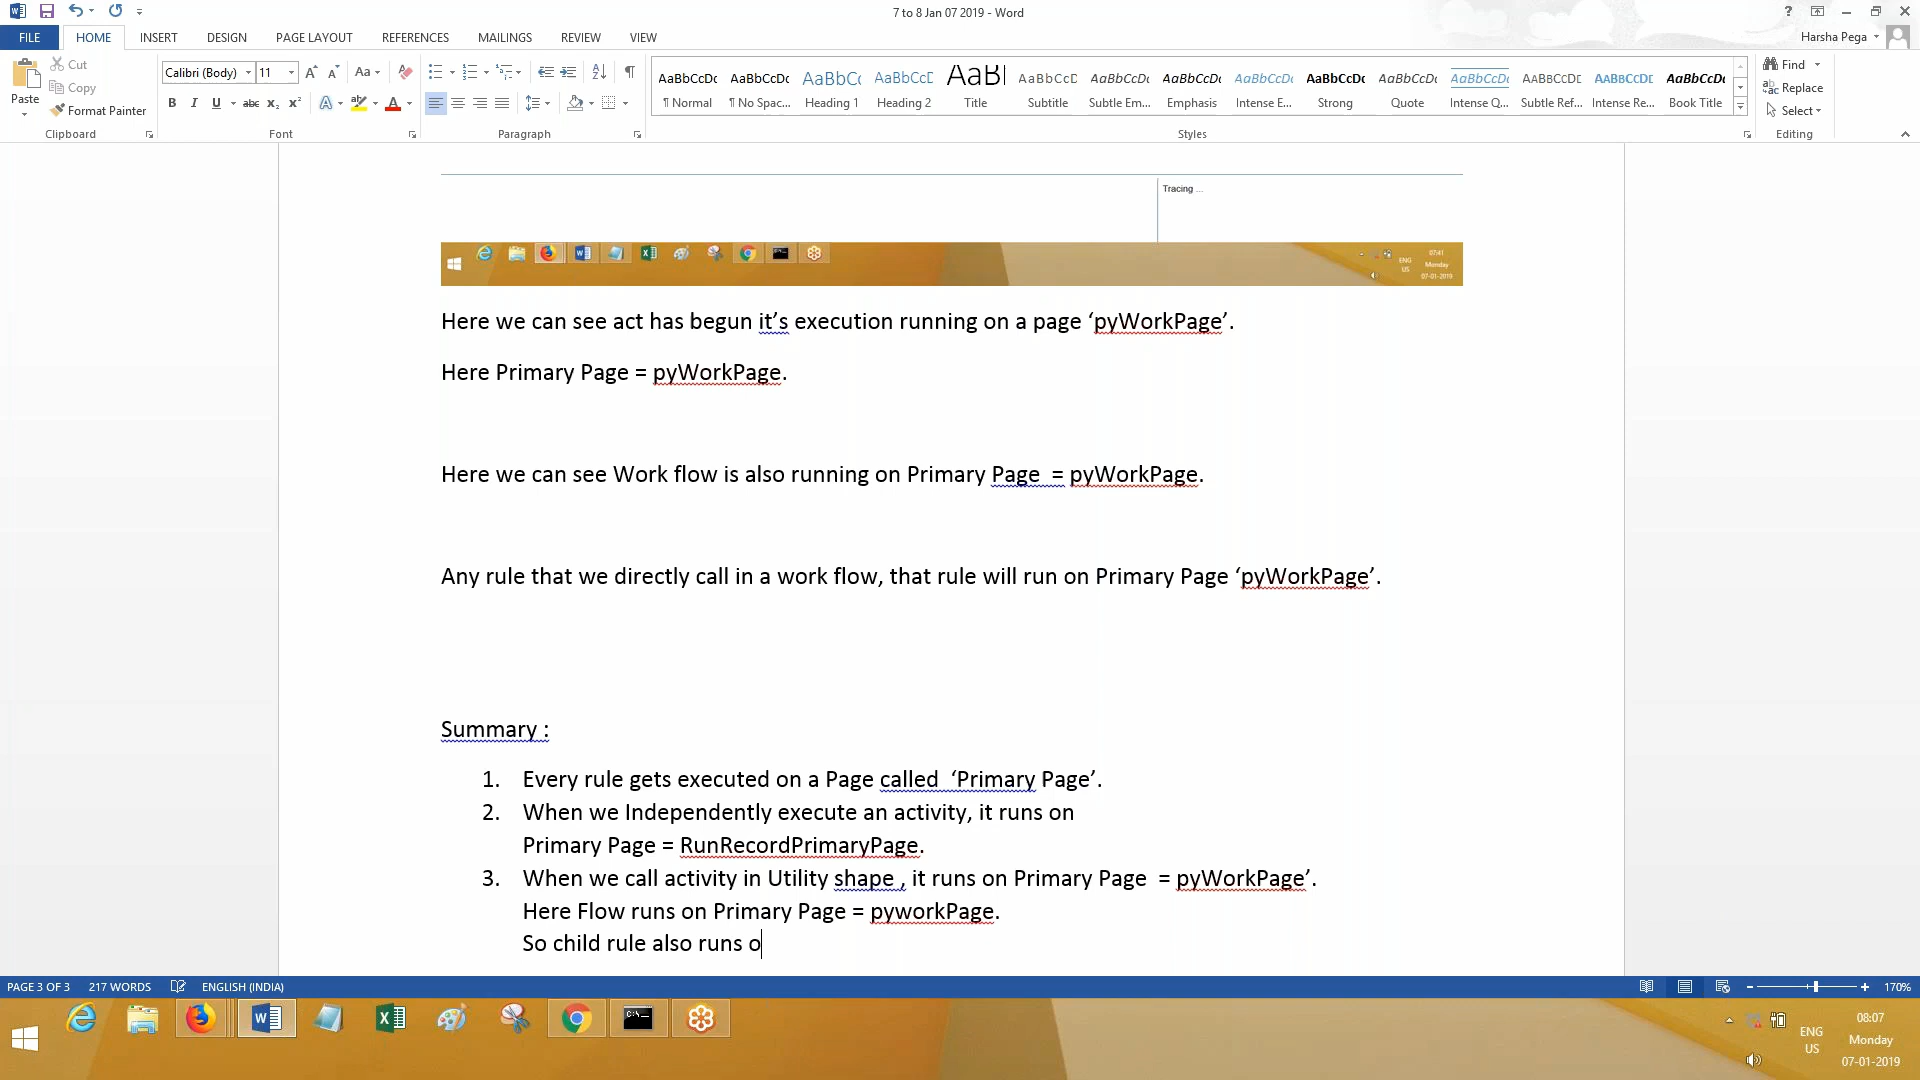 7 to 8 Jan 07 2019 - Word
FILE HOME INSERT DESIGN PAGE LAYOUT REFERENCES MAILINGS REVIEW VIEW Harsha Pega
Paste Cut Copy Format Painter
Calibri (Body) 11
AaBbCcDc AaBbCcDc AaBbCc AaBbCcD AaBl AaBbCcD AaBbCcDc AaBbCcDc AaBbCcDc AaBbCcDc AaBbCcDc AaBbCcDc AABBCCDE AABBCCDE AaBbCcDc
¶ Normal ¶ No Spac... Heading 1 Heading 2 Title Subtitle Subtle Em... Emphasis Intense E... Strong Quote Intense Q... Subtle Ref... Intense Re... Book Title
Find Replace Select
Clipboard Font Paragraph Styles Editing
Tracing ...
ENG US 07:41 Monday 07-01-2019
Here we can see act has begun it’s execution running on a page ‘pyWorkPage’.
Here Primary Page = pyWorkPage.
Here we can see Work flow is also running on Primary Page  = pyWorkPage.
Any rule that we directly call in a work flow, that rule will run on Primary Page ‘pyWorkPage’.
Summary :
1. Every rule gets executed on a Page called  ‘Primary Page’.
2. When we Independently execute an activity, it runs on
Primary Page = RunRecordPrimaryPage.
3. When we call activity in Utility shape , it runs on Primary Page  = pyWorkPage’.
Here Flow runs on Primary Page = pyworkPage.
So child rule also runs o
PAGE 3 OF 3 217 WORDS ENGLISH (INDIA) 170%
ENG US 08:07 Monday 07-01-2019